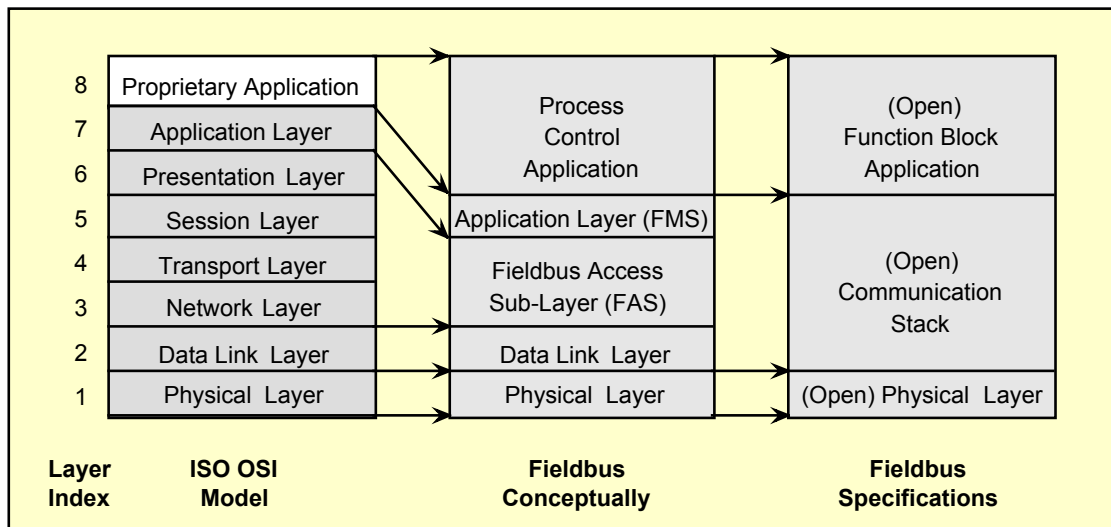 8
Proprietary Application
7
Application Layer
6
Presentation Layer
5
Session Layer
4
Transport Layer
3
Network Layer
2
Data Link Layer
1
Physical Layer
Process
Control
Application
Application Layer (FMS)
Fieldbus Access
Sub-Layer (FAS)
Data Link Layer
Physical Layer
(Open)
Function Block
Application
(Open)
Communication
Stack
(Open) Physical Layer
Layer
Index
ISO OSI
Model
Fieldbus
Conceptually
Fieldbus
Specifications